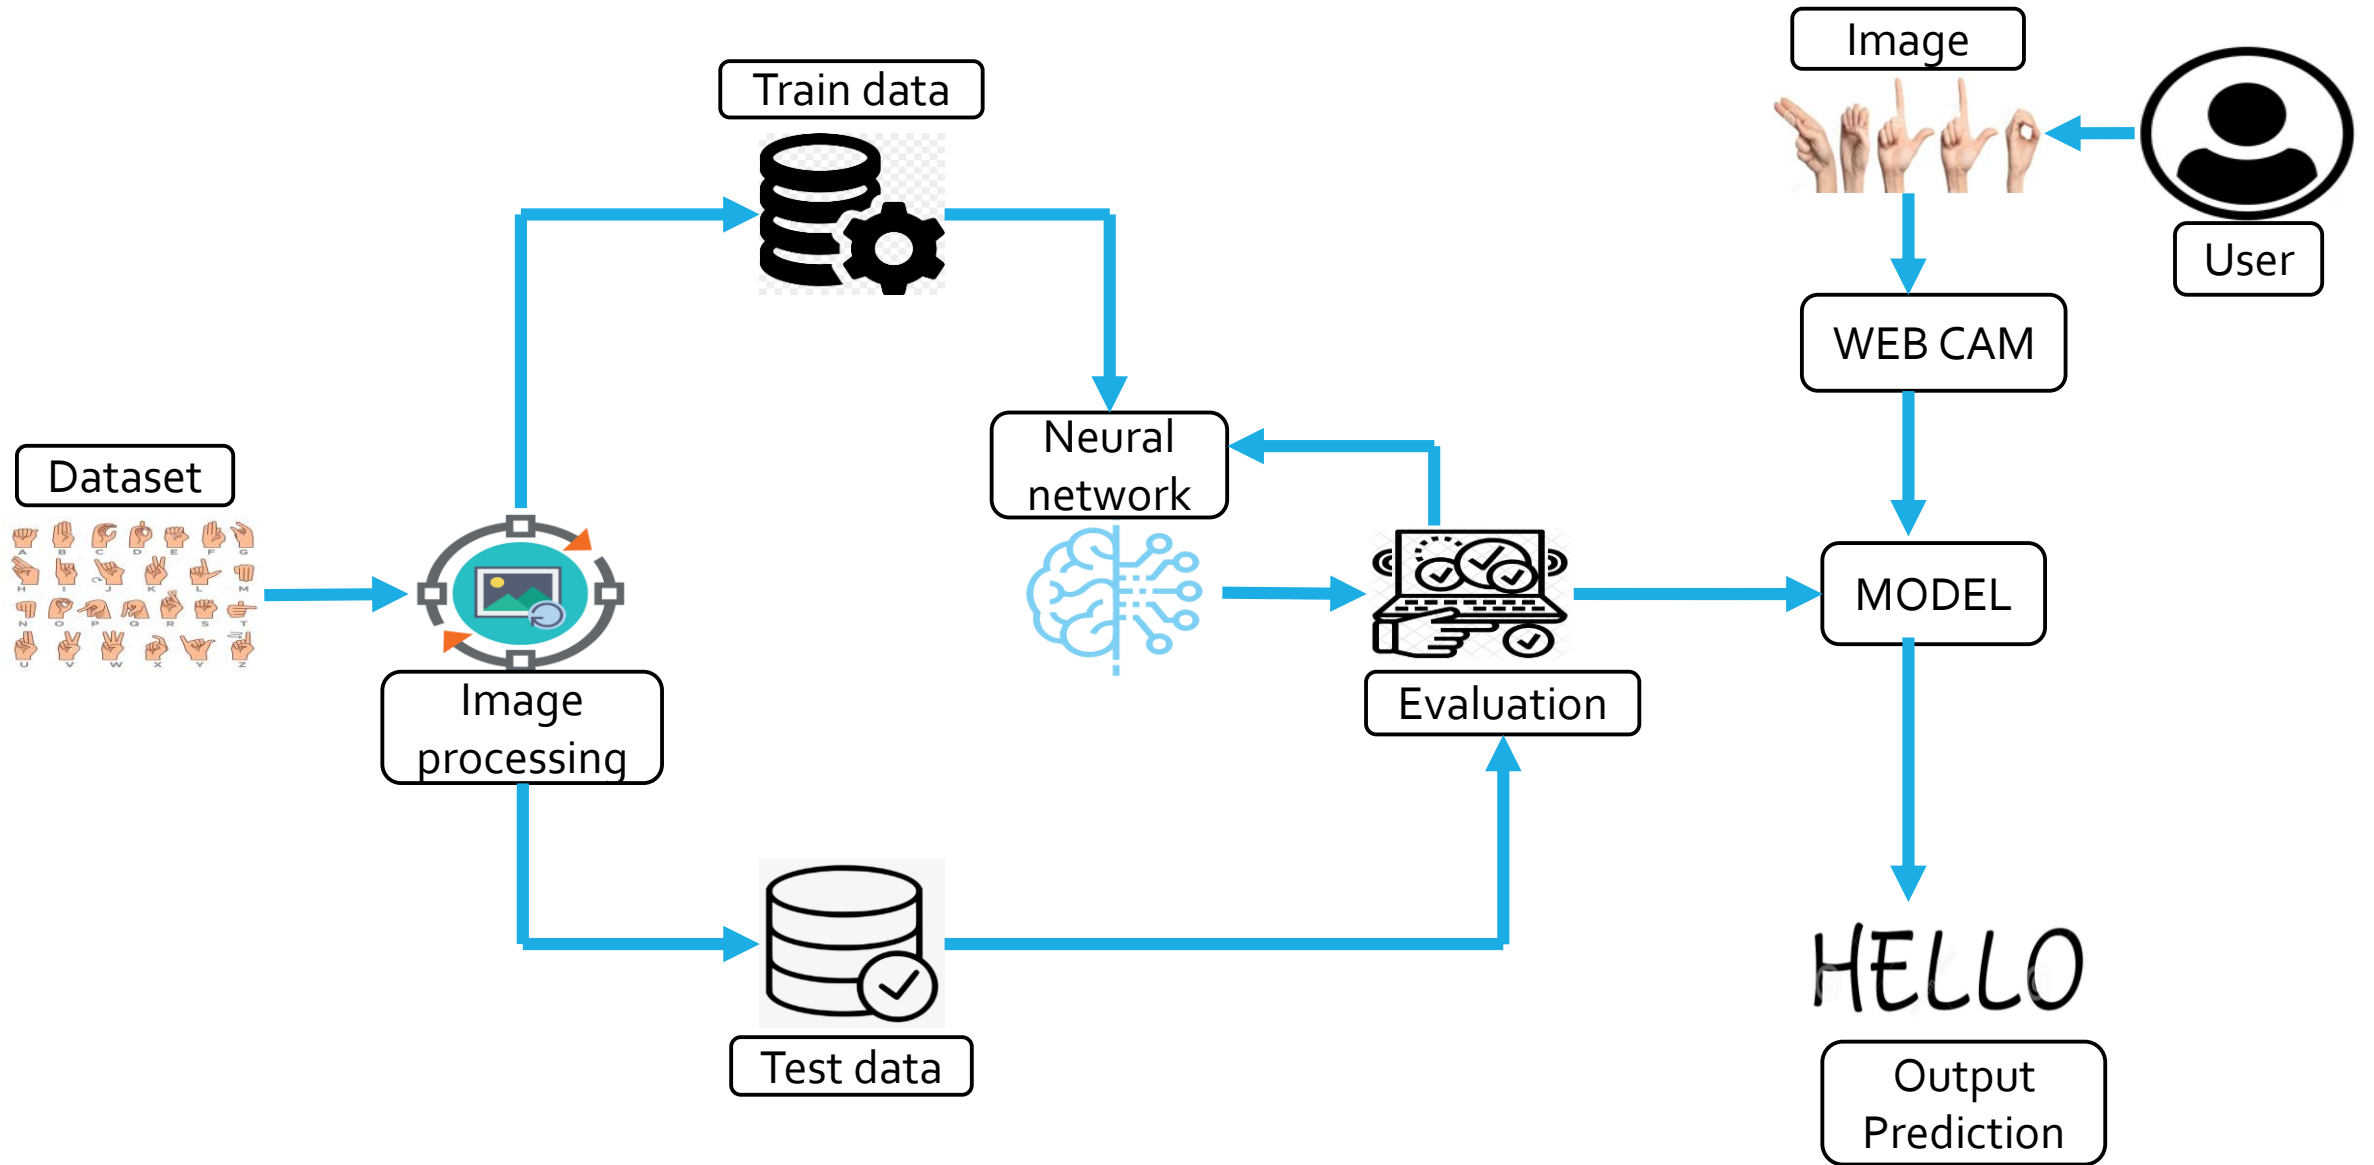 Image
Train data
User
WEB CAM
Neural
network
Dataset
A B C D E F G
H I J K L M
N O P Q R S T
U V W X Y Z
MODEL
Image
processing
Evaluation
HELLO
Test data
Output
Prediction